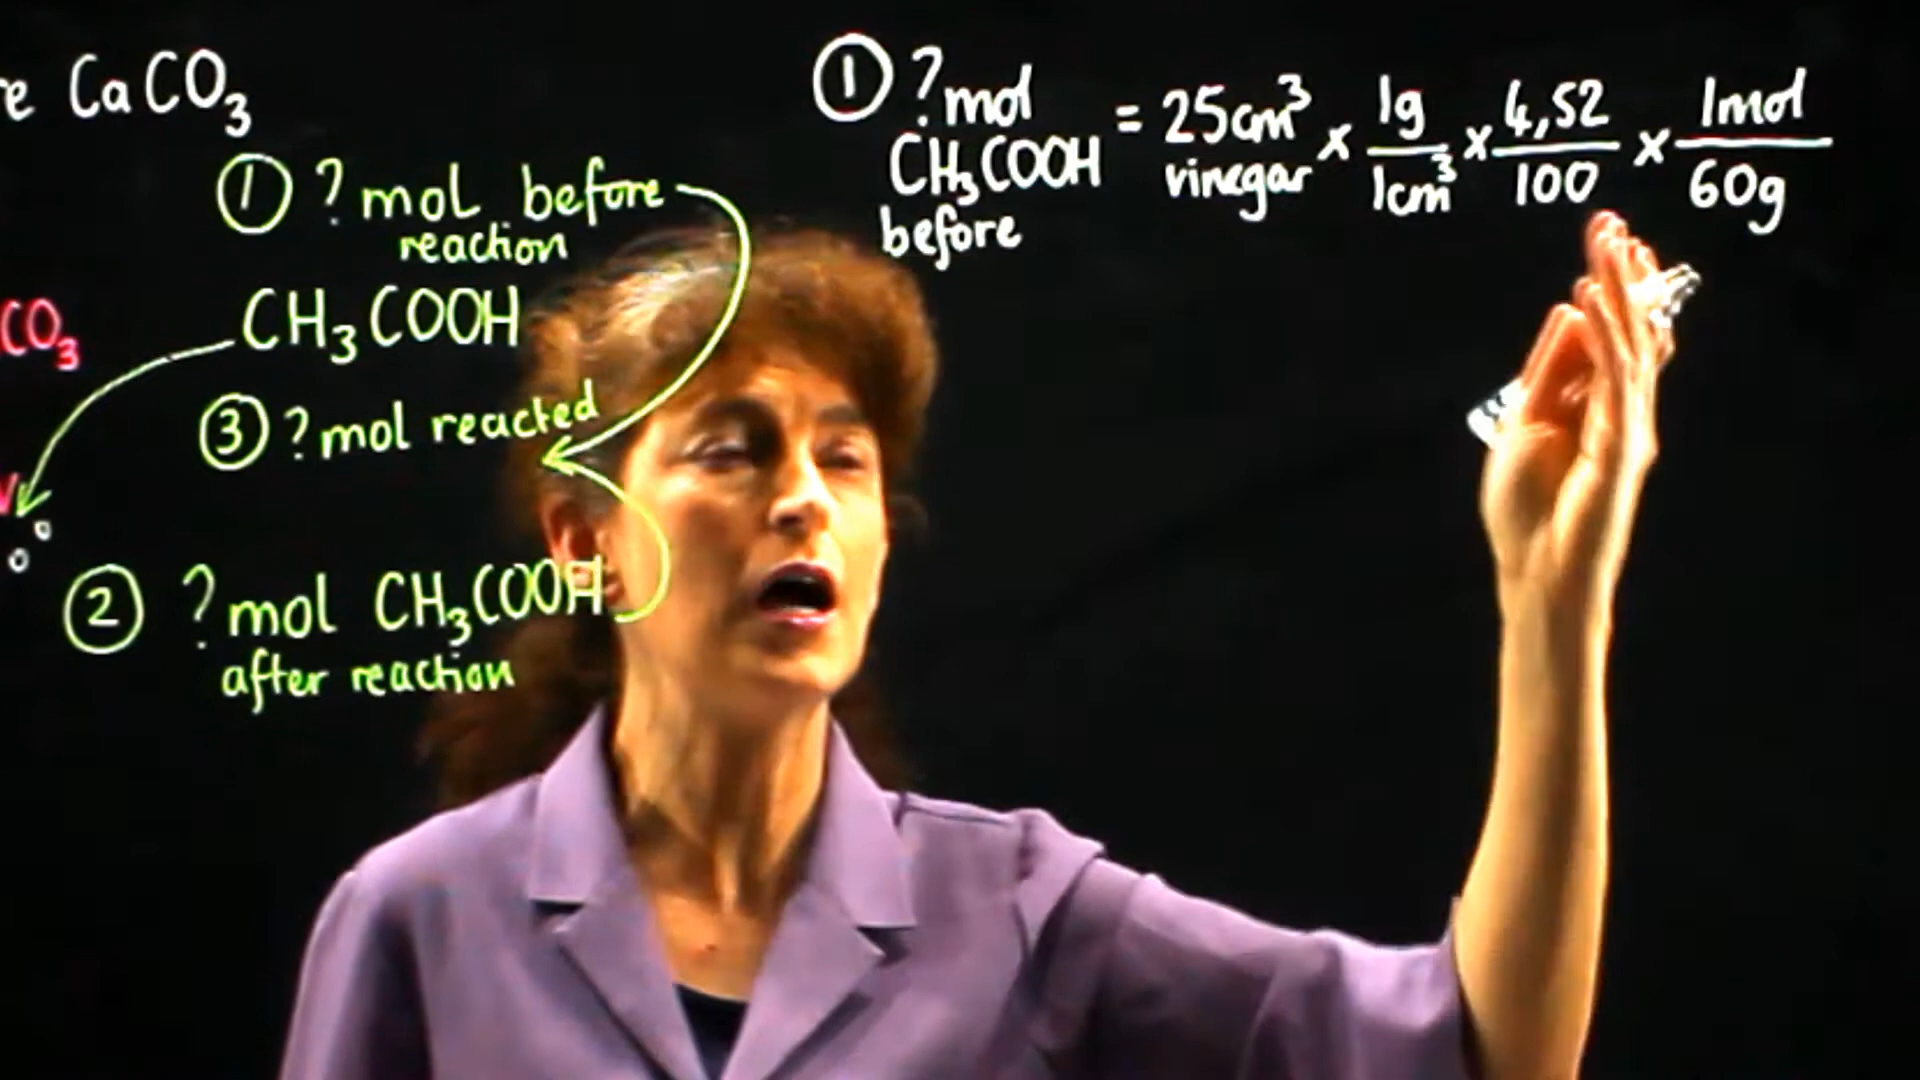 e CaCO₃
① ? mol before
reaction
CH₃COOH
CO₃
③ ? mol reacted
② ? mol CH₃COOH
after reaction
① ? mol
CH₃COOH
before
= 25cm³ vinegar × 1g/1cm³ × 4,52/100 × 1mol/60g